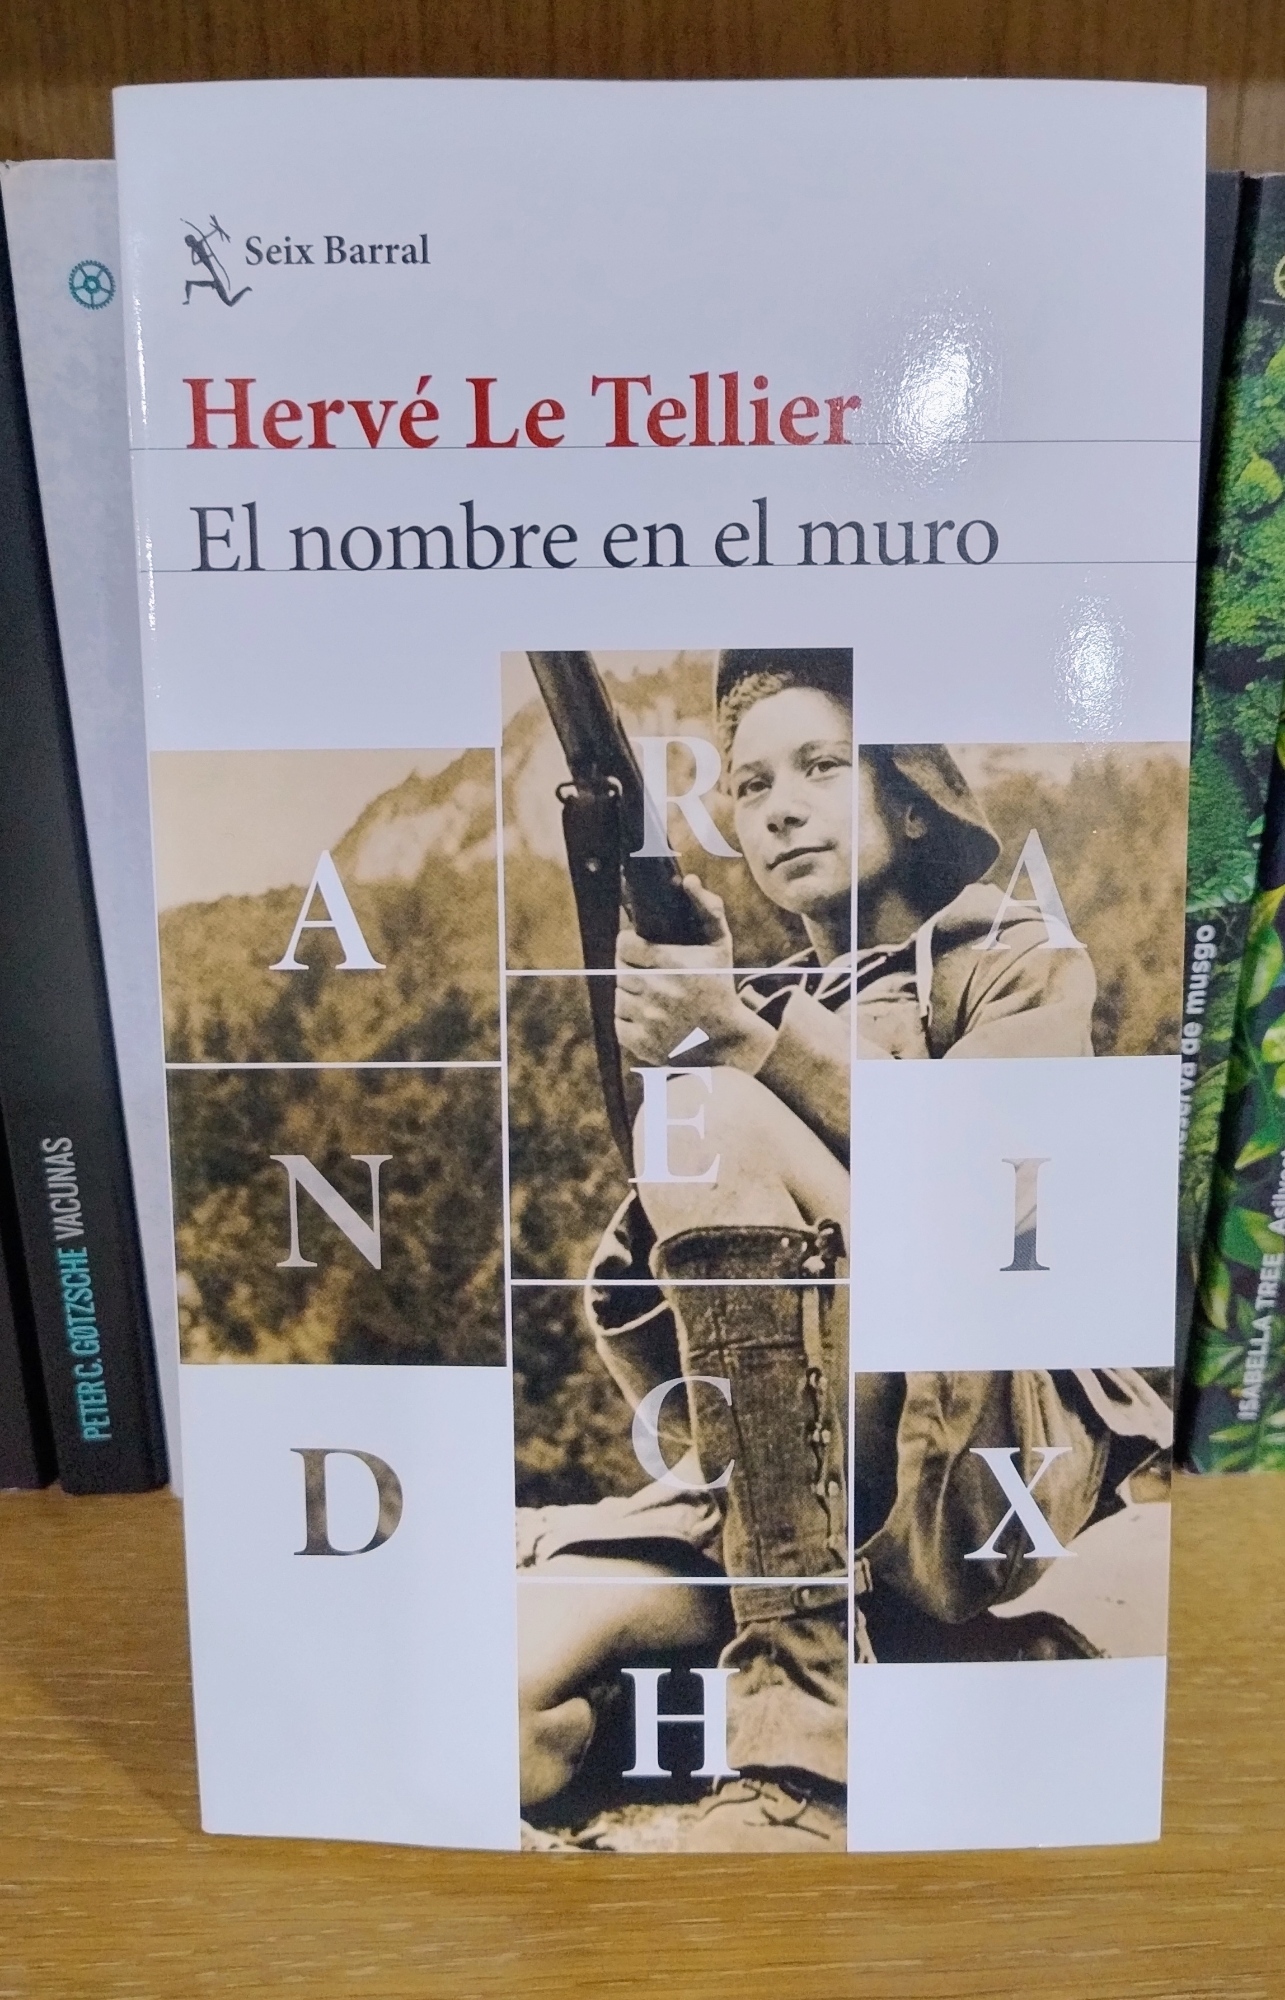 Seix Barral
Hervé Le Tellier
El nombre en el muro
A R A
N É I
D C X
H
PETER C. GØTZSCHE VACUNAS
ISABELLA TREE
de musgo